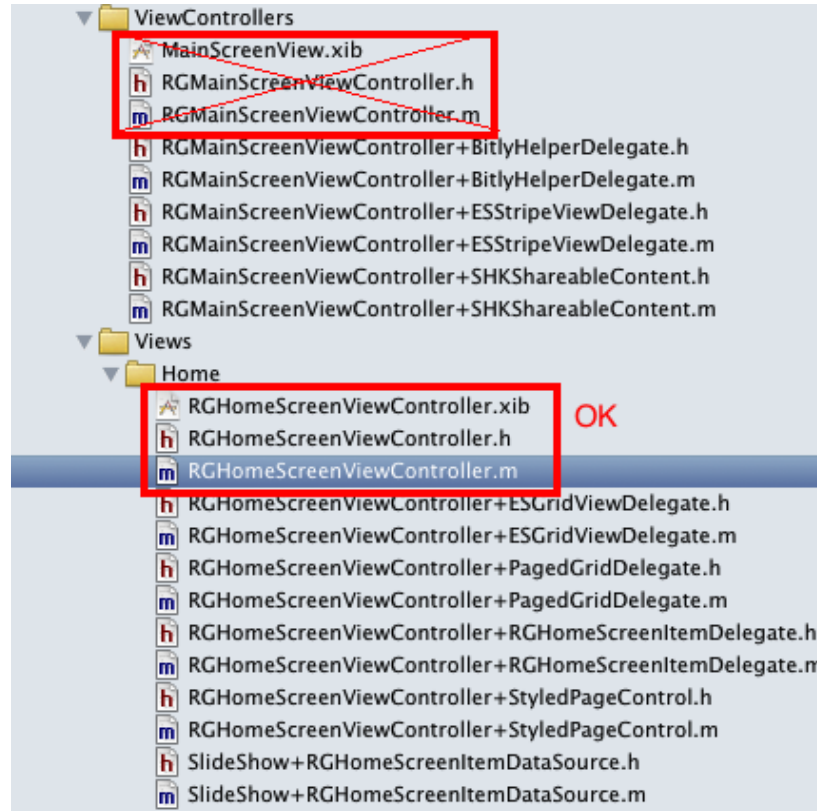 ViewControllers
MainScreenView.xib
h RGMainScreenViewController.h
m RGMainScreenViewController.m
h RGMainScreenViewController+BitlyHelperDelegate.h
m RGMainScreenViewController+BitlyHelperDelegate.m
h RGMainScreenViewController+ESStripeViewDelegate.h
m RGMainScreenViewController+ESStripeViewDelegate.m
h RGMainScreenViewController+SHKShareableContent.h
m RGMainScreenViewController+SHKShareableContent.m
Views
Home
RGHomeScreenViewController.xib OK
h RGHomeScreenViewController.h
m RGHomeScreenViewController.m
h RGHomeScreenViewController+ESGridViewDelegate.h
m RGHomeScreenViewController+ESGridViewDelegate.m
h RGHomeScreenViewController+PagedGridDelegate.h
m RGHomeScreenViewController+PagedGridDelegate.m
h RGHomeScreenViewController+RGHomeScreenItemDelegate.h
m RGHomeScreenViewController+RGHomeScreenItemDelegate.m
h RGHomeScreenViewController+StyledPageControl.h
m RGHomeScreenViewController+StyledPageControl.m
h SlideShow+RGHomeScreenItemDataSource.h
m SlideShow+RGHomeScreenItemDataSource.m